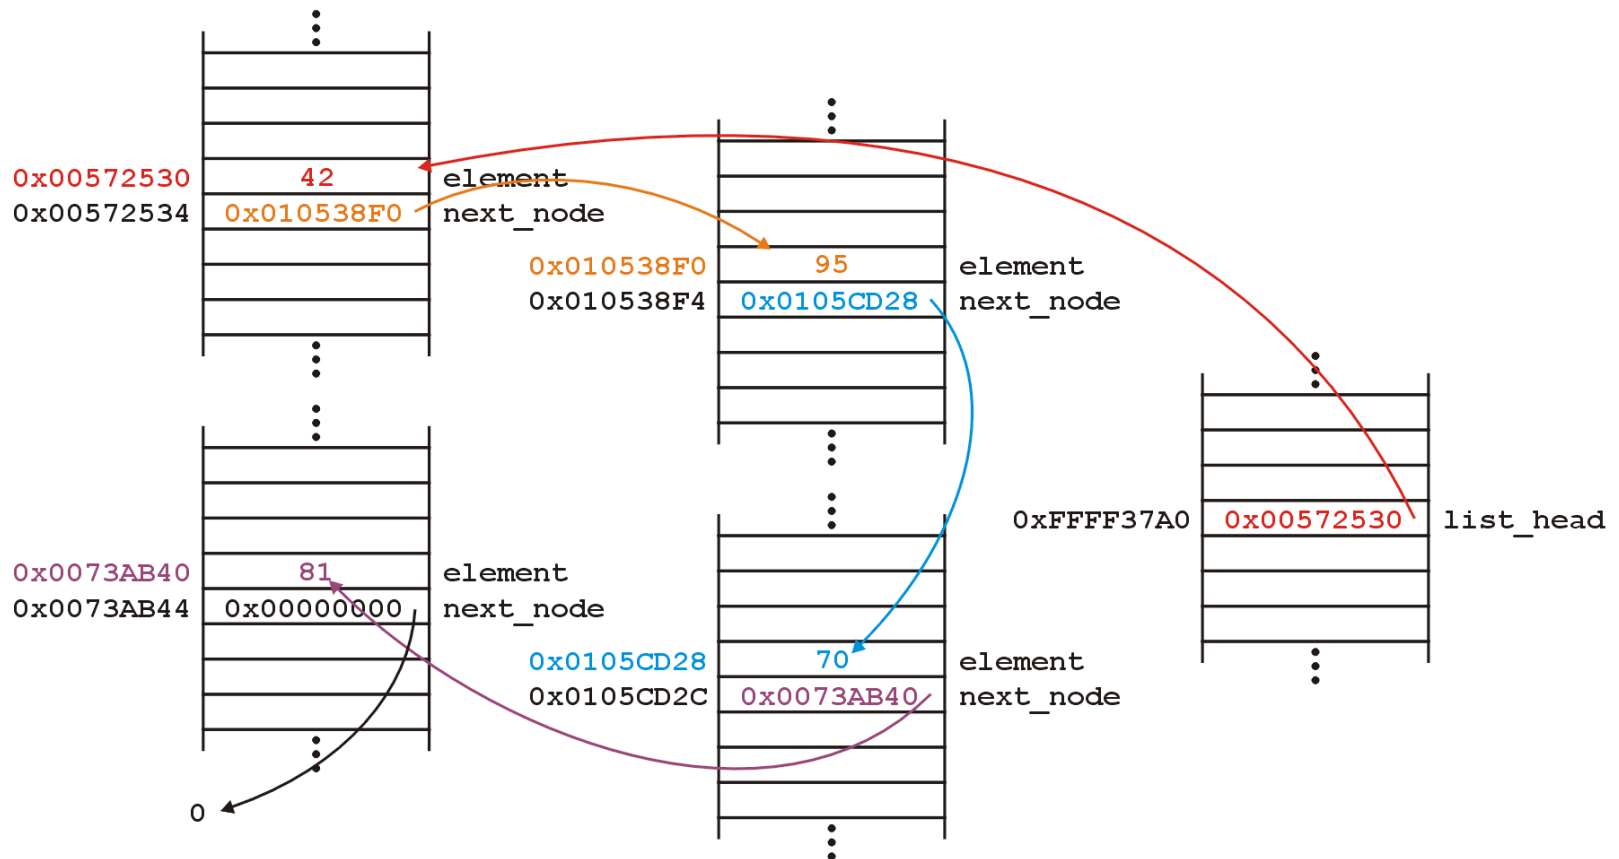 0x00572530 42 element
0x00572534 0x010538F0 next_node
0x010538F0 95 element
0x010538F4 0x0105CD28 next_node
0xFFFF37A0 0x00572530 list_head
0x0073AB40 81 element
0x0073AB44 0x00000000 next_node
0x0105CD28 70 element
0x0105CD2C 0x0073AB40 next_node
0